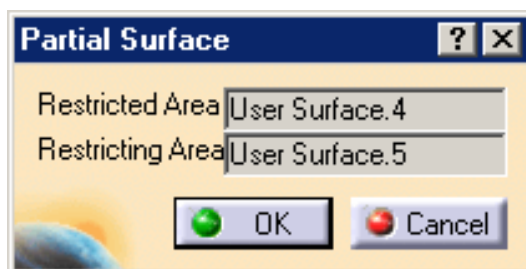 Partial Surface ? ×
Restricted Area User Surface.4
Restricting Area User Surface.5
OK Cancel